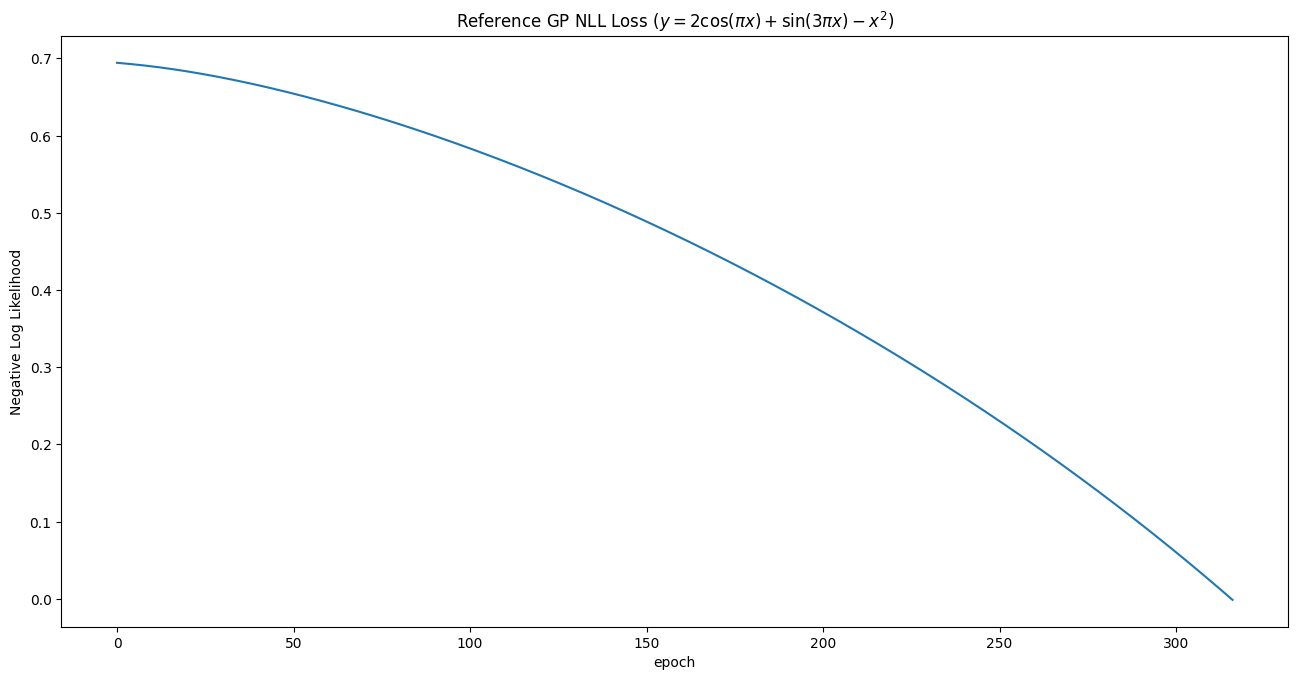 Reference GP NLL Loss (y = 2cos(πx) + sin(3πx) − x²)
Negative Log Likelihood
0.7
0.6
0.5
0.4
0.3
0.2
0.1
0.0
0 50 100 150 200 250 300
epoch